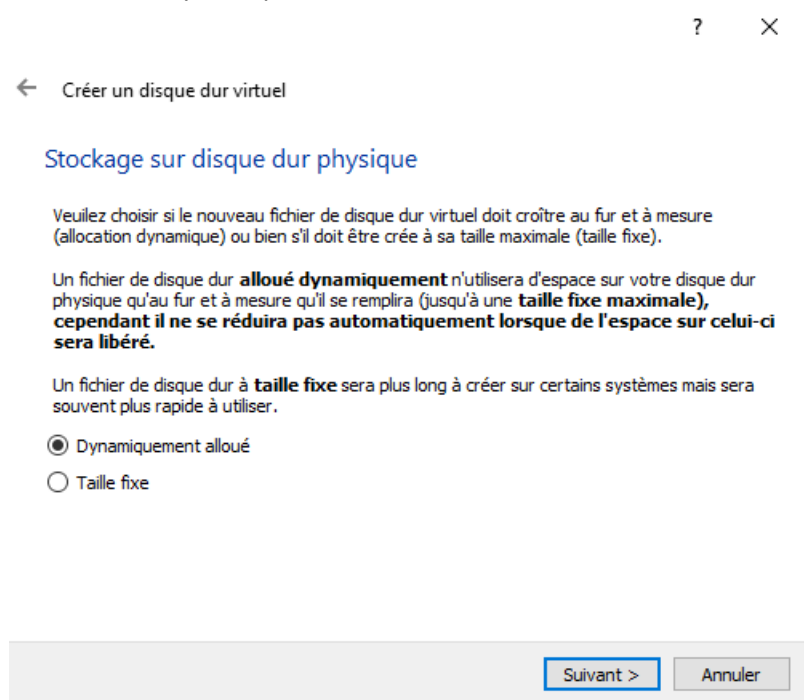 ?
Créer un disque dur virtuel
Stockage sur disque dur physique
Veuilez choisir si le nouveau fichier de disque dur virtuel doit croître au fur et à mesure
(allocation dynamique) ou bien s'il doit être crée à sa taille maximale (taille fixe).
Un fichier de disque dur alloué dynamiquement n'utilisera d'espace sur votre disque dur
physique qu'au fur et à mesure qu'il se remplira (jusqu'à une taille fixe maximale),
cependant il ne se réduira pas automatiquement lorsque de l'espace sur celui-ci
sera libéré.
Un fichier de disque dur à taille fixe sera plus long à créer sur certains systèmes mais sera
souvent plus rapide à utiliser.
Dynamiquement alloué
Taille fixe
Suivant > Annuler